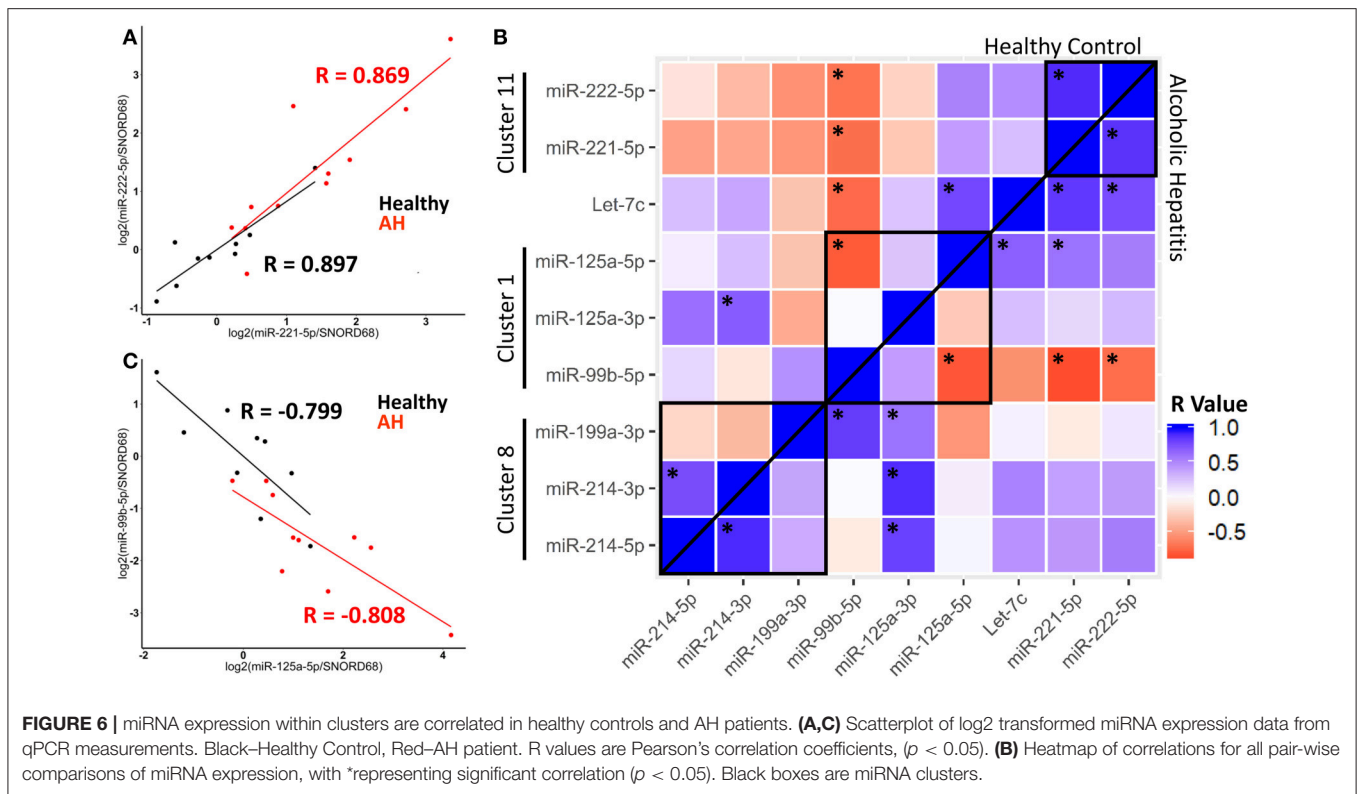 A
R = 0.869
3
2
1
0
-1
log2(miR-222-5p/SNORD68)
Healthy
AH
R = 0.897
-1
0
1
2
3
log2(miR-221-5p/SNORD68)
C
R = -0.799
Healthy
AH
1
0
-1
-2
-3
log2(miR-99b-5p/SNORD68)
R = -0.808
-2
0
2
4
log2(miR-125a-5p/SNORD68)
B
Healthy Control
Alcoholic Hepatitis
Cluster 11
Cluster 1
Cluster 8
miR-222-5p
* *
miR-221-5p
* *
Let-7c
* * * *
miR-125a-5p
* * *
miR-125a-3p
*
miR-99b-5p
* * *
miR-199a-3p
* *
miR-214-3p
* *
miR-214-5p
* *
miR-214-5p
miR-214-3p
miR-199a-3p
miR-99b-5p
miR-125a-3p
miR-125a-5p
Let-7c
miR-221-5p
miR-222-5p
R Value
1.0
0.5
0.0
-0.5
FIGURE 6 | miRNA expression within clusters are correlated in healthy controls and AH patients. (A,C) Scatterplot of log2 transformed miRNA expression data from
qPCR measurements. Black–Healthy Control, Red–AH patient. R values are Pearson's correlation coefficients, (p < 0.05). (B) Heatmap of correlations for all pair-wise
comparisons of miRNA expression, with *representing significant correlation (p < 0.05). Black boxes are miRNA clusters.